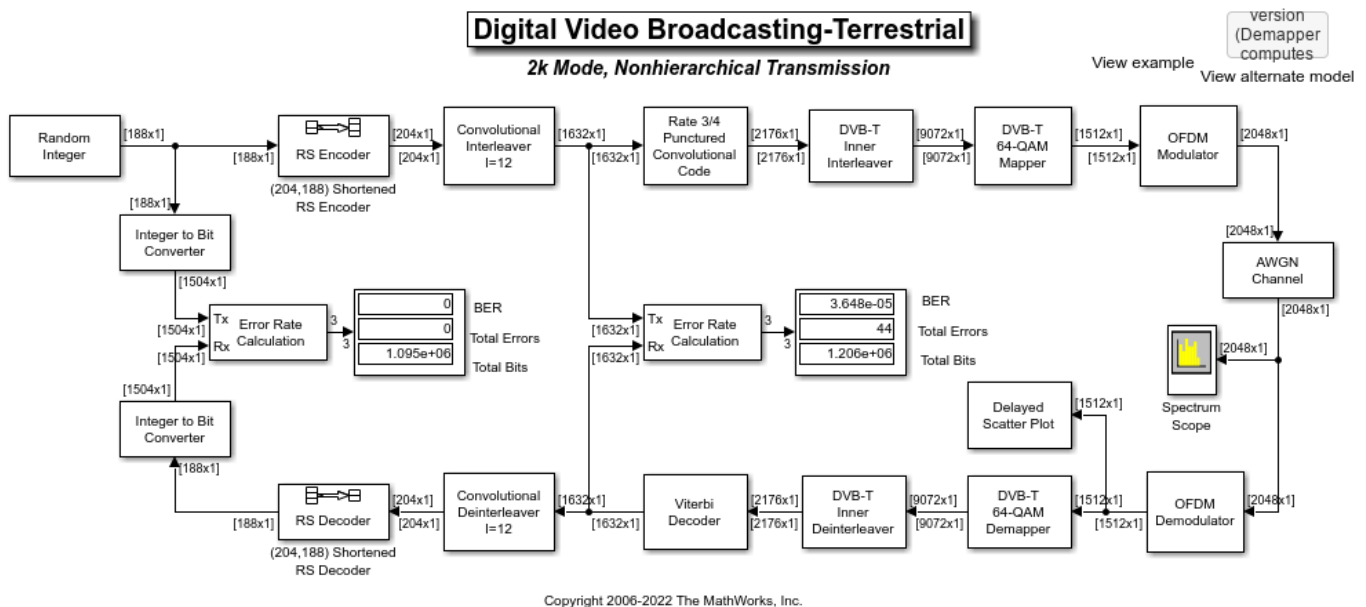 Digital Video Broadcasting-Terrestrial
2k Mode, Nonhierarchical Transmission
version
(Demapper
computes
View example
View alternate model
Random
Integer
[188x1]
[188x1]
RS Encoder
(204,188) Shortened
RS Encoder
[204x1]
[204x1]
Convolutional
Interleaver
I=12
[1632x1]
[1632x1]
Rate 3/4
Punctured
Convolutional
Code
[2176x1]
[2176x1]
DVB-T
Inner
Interleaver
[9072x1]
[9072x1]
DVB-T
64-QAM
Mapper
[1512x1]
[1512x1]
OFDM
Modulator
[2048x1]
[188x1]
Integer to Bit
Converter
[1504x1]
[1504x1]
Tx
Rx
[1504x1]
Error Rate
Calculation
3
3
0
BER
0
Total Errors
1.095e+06
Total Bits
[1632x1]
[1632x1]
Tx
Rx
Error Rate
Calculation
3
3
3.648e-05
BER
44
Total Errors
1.206e+06
Total Bits
[2048x1]
AWGN
Channel
[2048x1]
[2048x1]
Spectrum
Scope
[1504x1]
Integer to Bit
Converter
[188x1]
Delayed
Scatter Plot
[1512x1]
[188x1]
RS Decoder
(204,188) Shortened
RS Decoder
[204x1]
[204x1]
Convolutional
Deinterleaver
I=12
[1632x1]
[1632x1]
Viterbi
Decoder
[2176x1]
[2176x1]
DVB-T
Inner
Deinterleaver
[9072x1]
[9072x1]
DVB-T
64-QAM
Demapper
[1512x1]
[1512x1]
OFDM
Demodulator
[2048x1]
Copyright 2006-2022 The MathWorks, Inc.